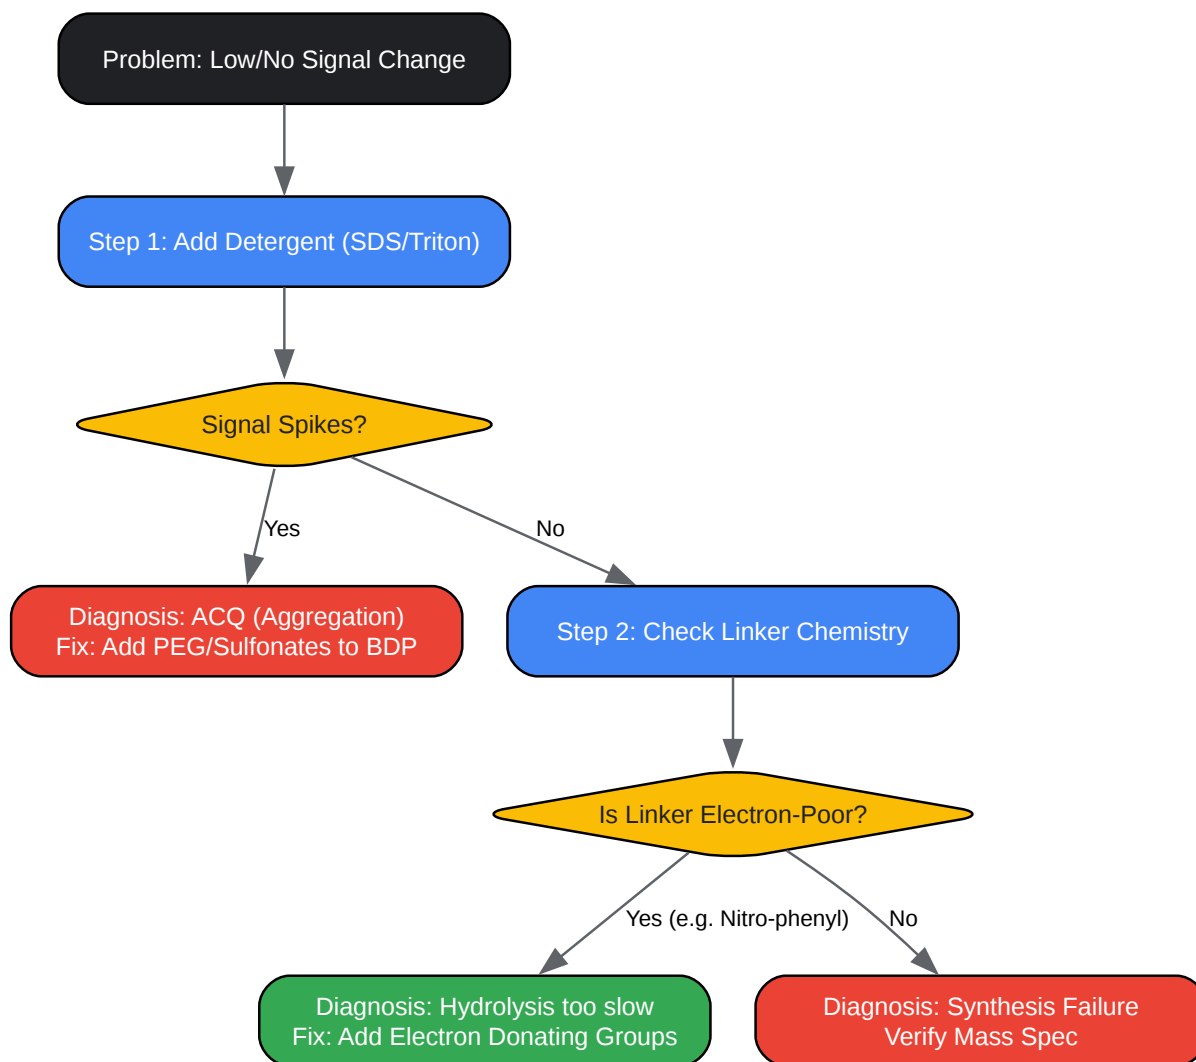 Problem: Low/No Signal Change
Step 1: Add Detergent (SDS/Triton)
Signal Spikes?
Yes
No
Diagnosis: ACQ (Aggregation)
Fix: Add PEG/Sulfonates to BDP
Step 2: Check Linker Chemistry
Is Linker Electron-Poor?
Yes (e.g. Nitro-phenyl)
No
Diagnosis: Hydrolysis too slow
Fix: Add Electron Donating Groups
Diagnosis: Synthesis Failure
Verify Mass Spec